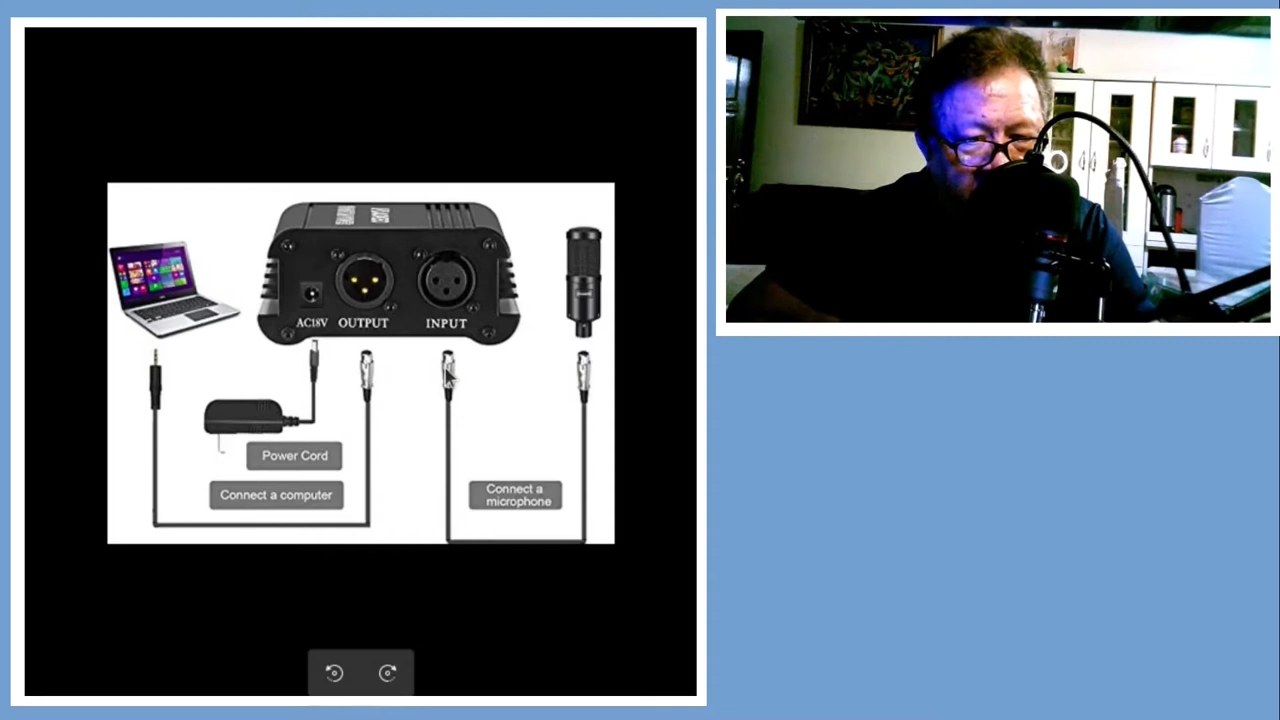 AC18V OUTPUT INPUT
Power Cord
Connect a computer
Connect a
microphone